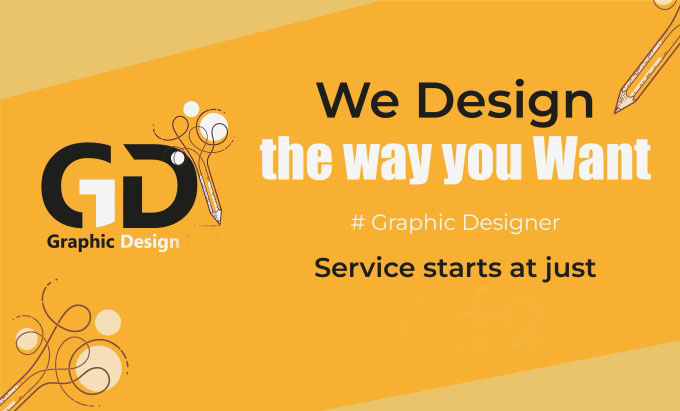 GD
Graphic Design
We Design
the way you Want
# Graphic Designer
Service starts at just